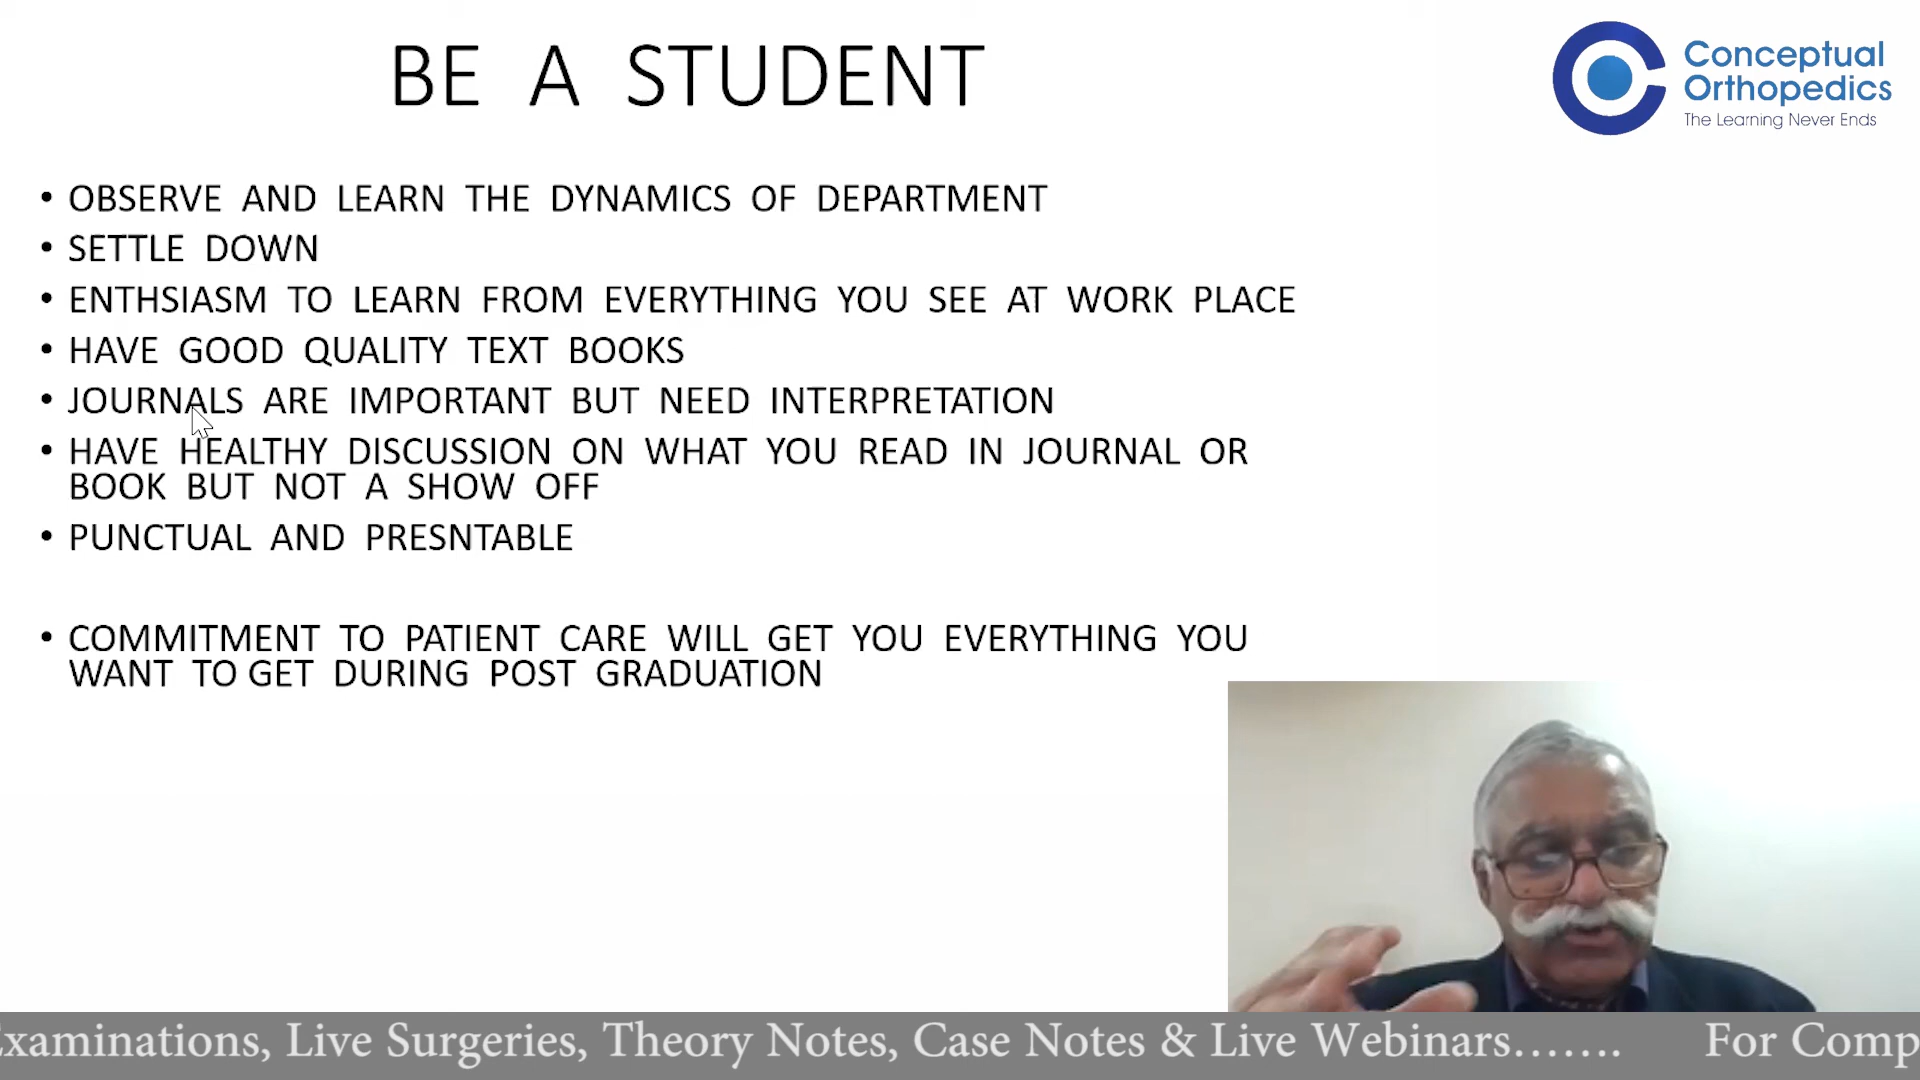 BE A STUDENT
Conceptual
Orthopedics
The Learning Never Ends
• OBSERVE AND LEARN THE DYNAMICS OF DEPARTMENT
• SETTLE DOWN
• ENTHSIASM TO LEARN FROM EVERYTHING YOU SEE AT WORK PLACE
• HAVE GOOD QUALITY TEXT BOOKS
• JOURNALS ARE IMPORTANT BUT NEED INTERPRETATION
• HAVE HEALTHY DISCUSSION ON WHAT YOU READ IN JOURNAL OR
BOOK BUT NOT A SHOW OFF
• PUNCTUAL AND PRESNTABLE
• COMMITMENT TO PATIENT CARE WILL GET YOU EVERYTHING YOU
WANT TO GET DURING POST GRADUATION
xaminations, Live Surgeries, Theory Notes, Case Notes & Live Webinars....... For Comp